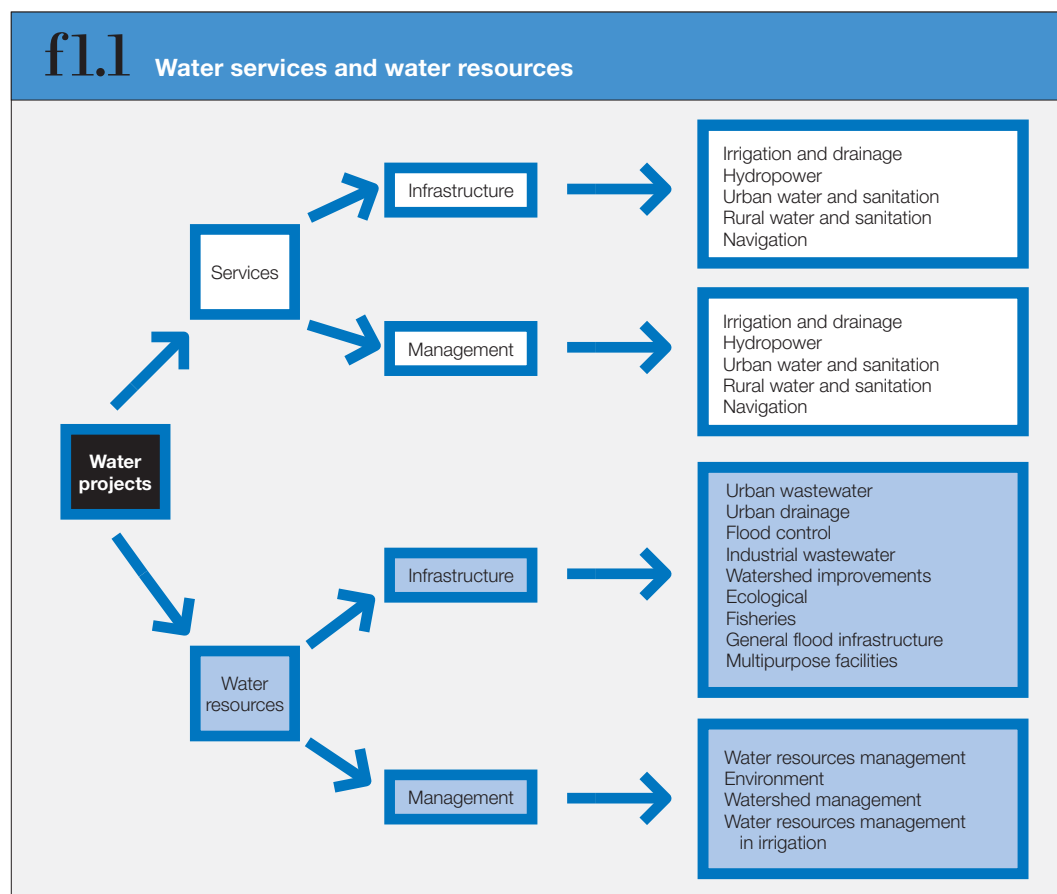 f1.1 Water services and water resources
Infrastructure
Irrigation and drainage
Hydropower
Urban water and sanitation
Rural water and sanitation
Navigation
Services
Management
Irrigation and drainage
Hydropower
Urban water and sanitation
Rural water and sanitation
Navigation
Water
projects
Infrastructure
Urban wastewater
Urban drainage
Flood control
Industrial wastewater
Watershed improvements
Ecological
Fisheries
General flood infrastructure
Multipurpose facilities
Water
resources
Management
Water resources management
Environment
Watershed management
Water resources management
in irrigation